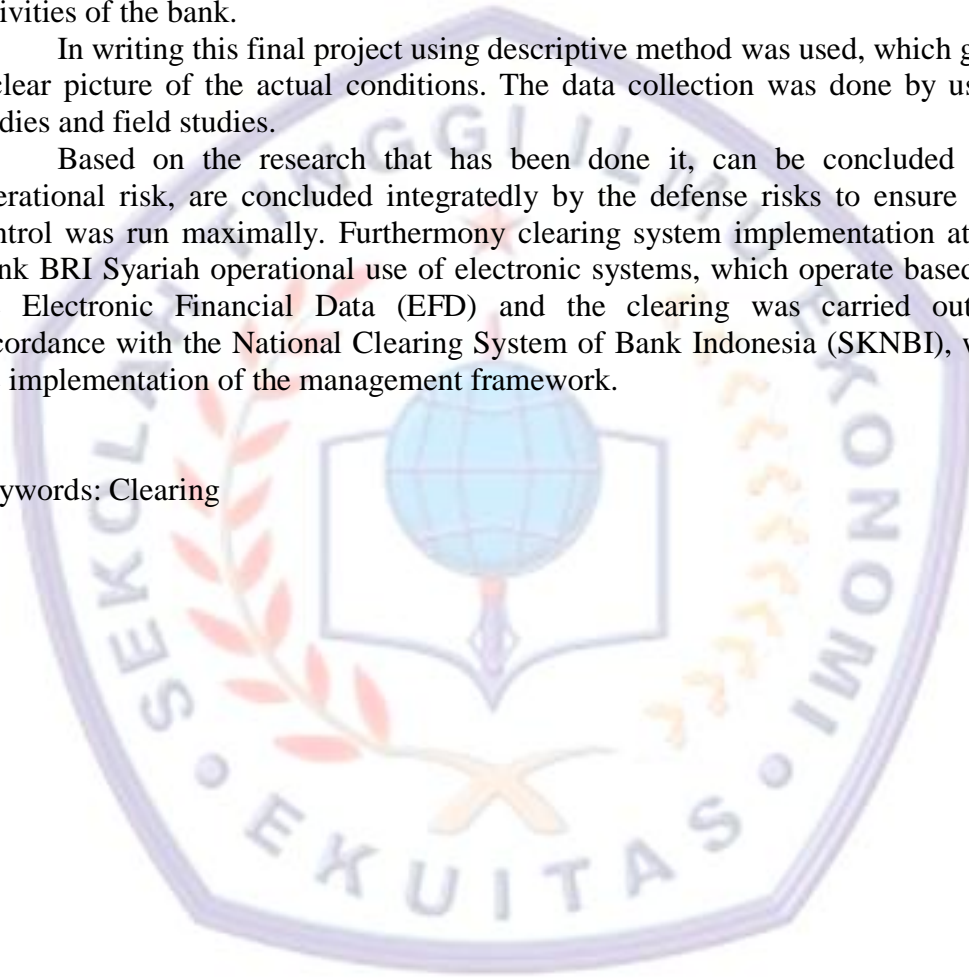 tivities of the bank.
In writing this final project using descriptive method was used, which g
clear picture of the actual conditions. The data collection was done by us
dies and field studies.
Based on the research that has been done it, can be concluded
erational risk, are concluded integratedly by the defense risks to ensure
ntrol was run maximally. Furthermony clearing system implementation at
nk BRI Syariah operational use of electronic systems, which operate based
Electronic Financial Data (EFD) and the clearing was carried out
cordance with the National Clearing System of Bank Indonesia (SKNBI), w
implementation of the management framework.
ywords: Clearing
SEKOLAH TINGGI ILMU EKONOMI
• EKUITAS •